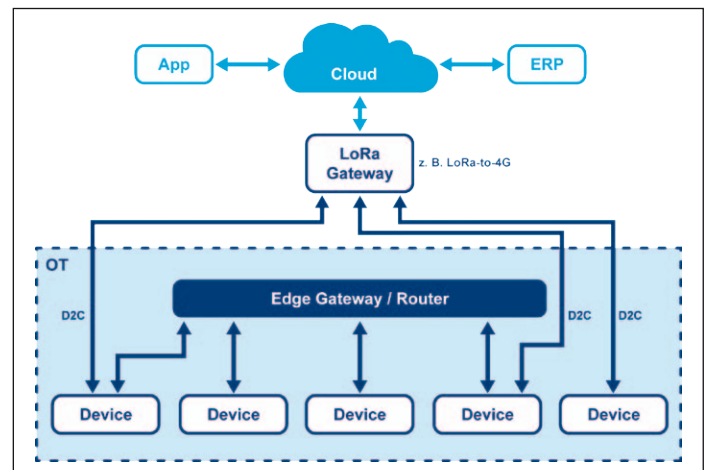 App
Cloud
ERP
LoRa
Gateway
z. B. LoRa-to-4G
OT
Edge Gateway / Router
D2C
D2C
D2C
Device
Device
Device
Device
Device